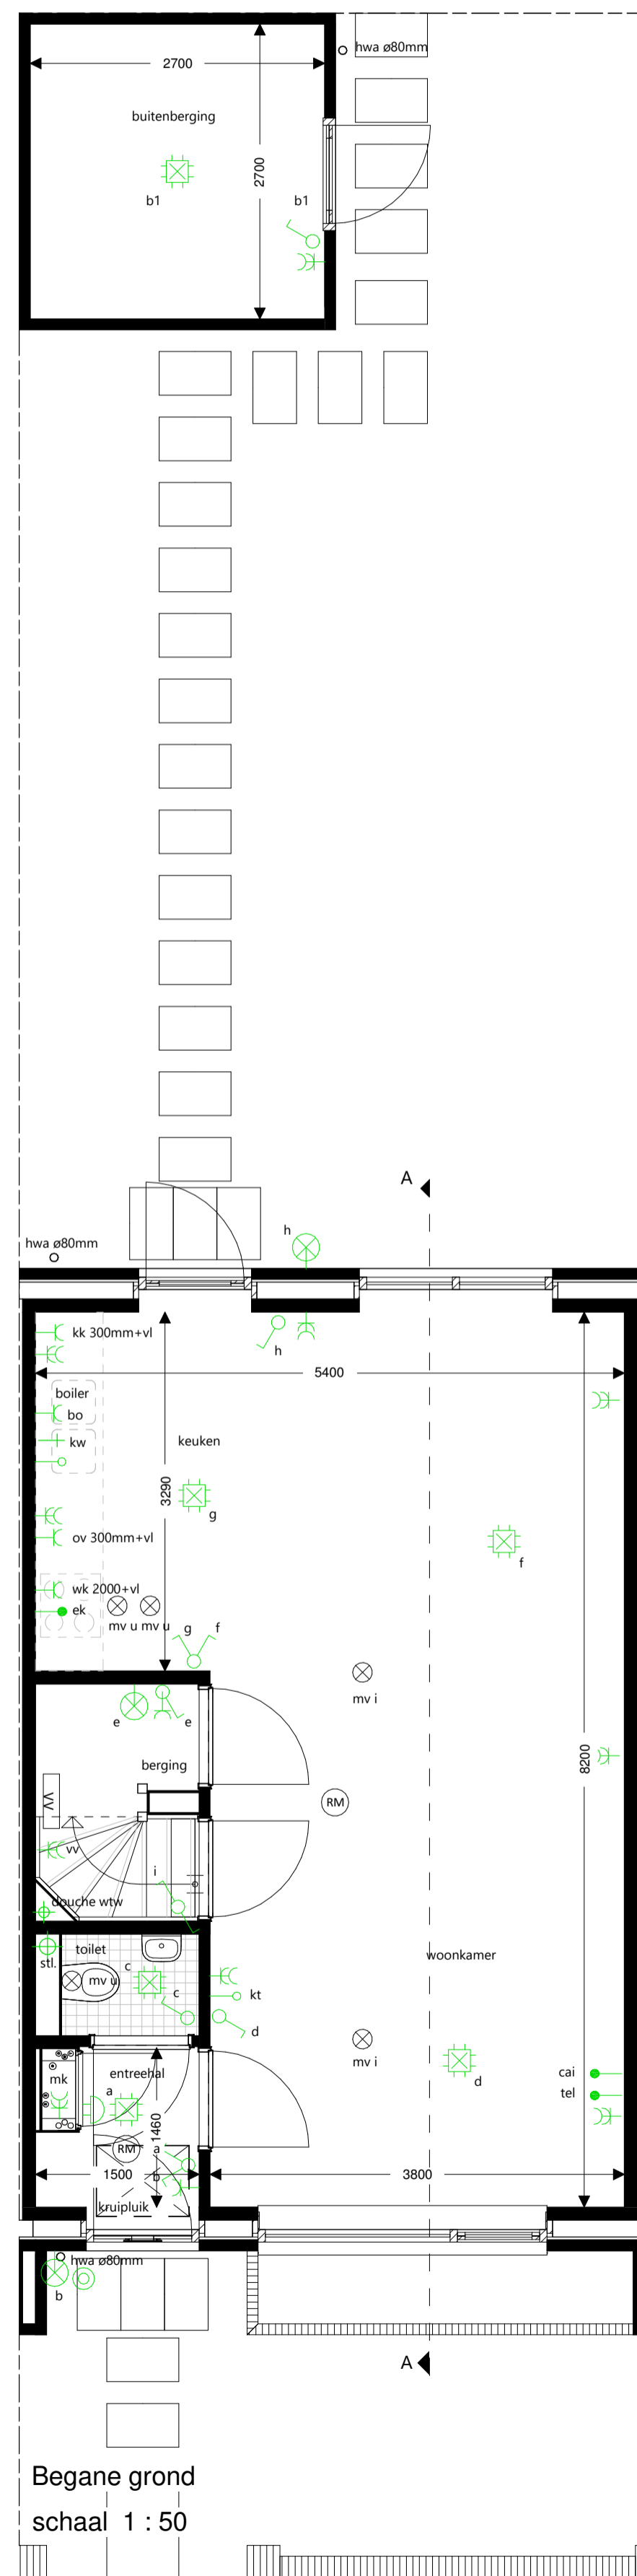 hwa ø80mm
2700
buitenberging
2700
b1
b1
A
h
hwa ø80mm
kk 300mm+vl
h
5400
boiler
bo
kw
keuken
3290
g
ov 300mm+vl
f
wk 2000+vl
ek
mv u mv u
g f
mv i
e
e
8200
berging
RM
VV
vv
i
douche wtw
woonkamer
stl.
toilet
c
mv u
c
kt
d
mv i
d
cai
tel
entreehal
mk
a
1460
RM
a
b
1500
3800
kruipluik
hwa ø80mm
b
A
Begane grond
schaal 1 : 50